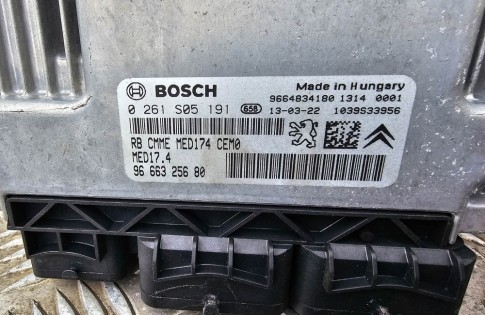 BOSCH
Made in Hungary
9664834180 1314 0001
0 261 S05 191 658 13-03-22 1039S33956
RB CMME MED174 CEM0
MED17.4
96 663 256 80